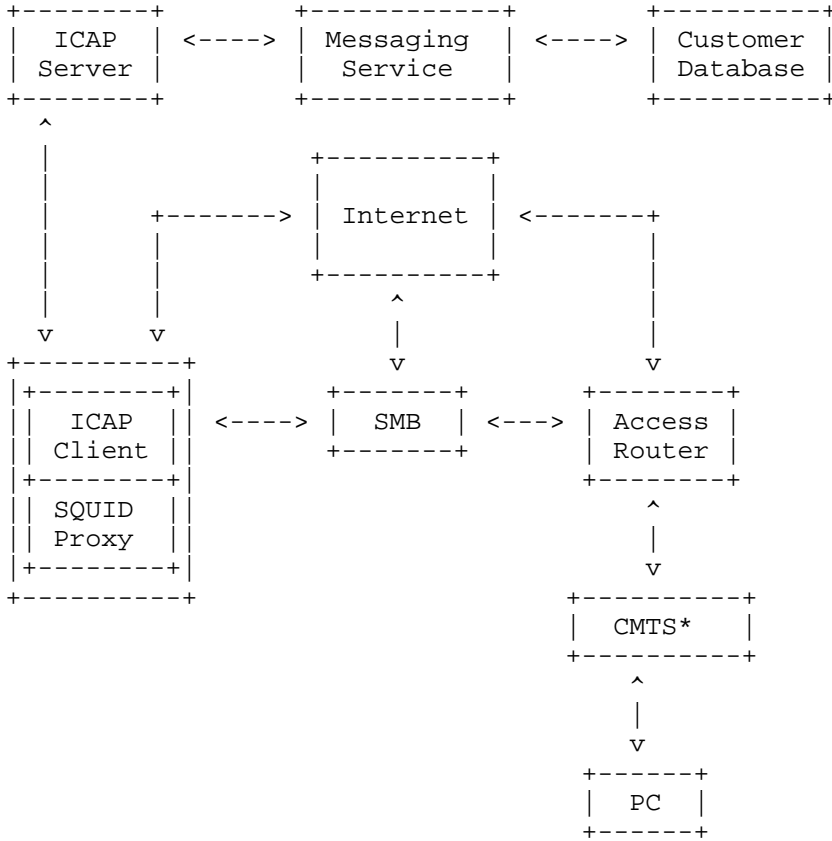 ICAP Messaging Customer
Server Service Database
Internet
ICAP SMB Access
Client Router
SQUID
Proxy
CMTS*
PC